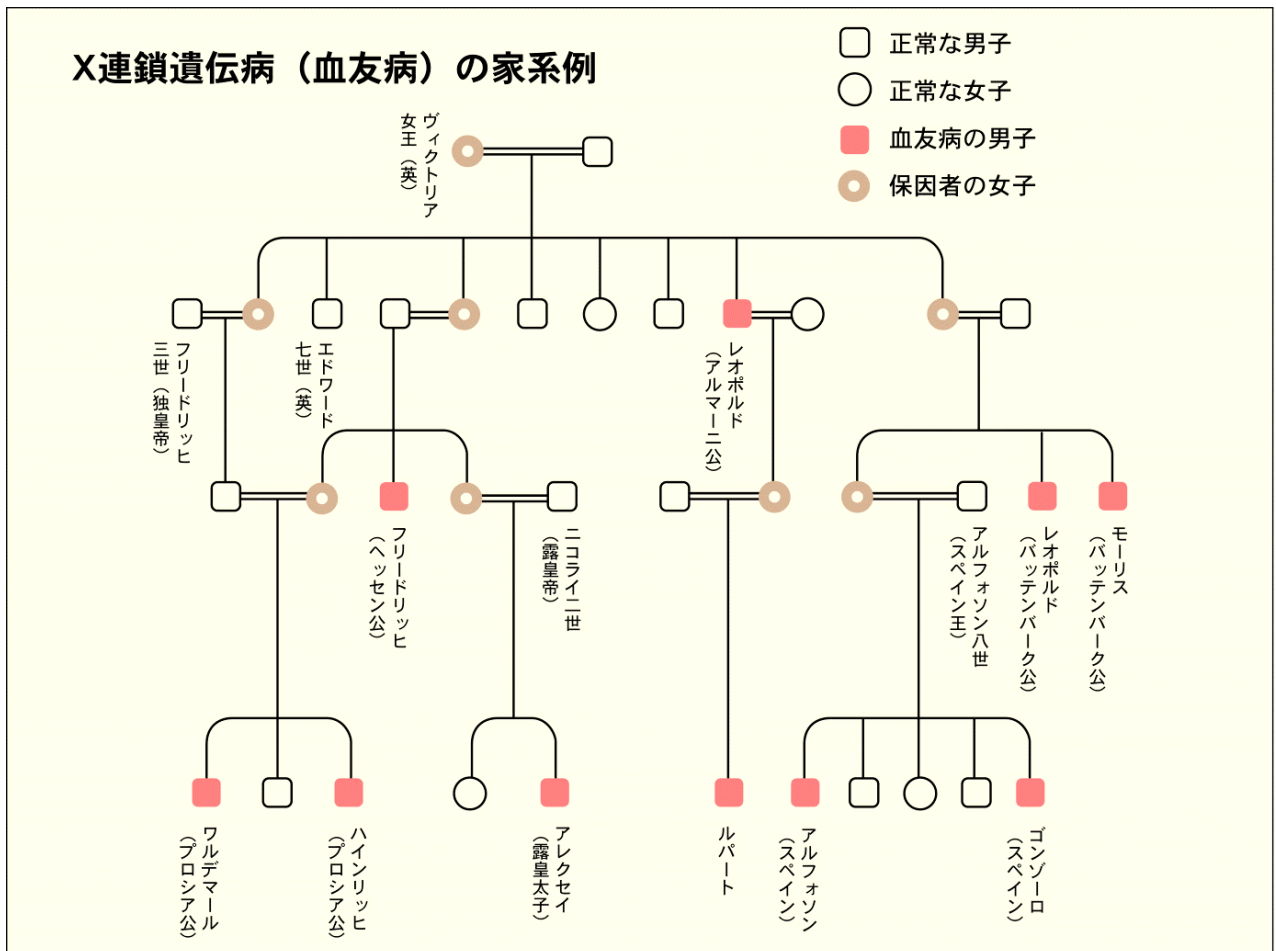 X連鎖遺伝病（血友病）の家系例
正常な男子
正常な女子
血友病の男子
保因者の女子
ヴィクトリア
女王（英）
フリードリッヒ
三世（独皇帝）
エドワード
七世（英）
レオポルド
（アルマーニ公）
フリードリッヒ
（ヘッセン公）
ニコライ二世
（露皇帝）
アルフォソン八世
（スペイン王）
レオポルド
（バッテンバーク公）
モーリス
（バッテンバーク公）
ワルデマール
（プロシア公）
ハインリッヒ
（プロシア公）
アレクセイ
（露皇太子）
ルパート
アルフォソン
（スペイン）
ゴンゾーロ
（スペイン）